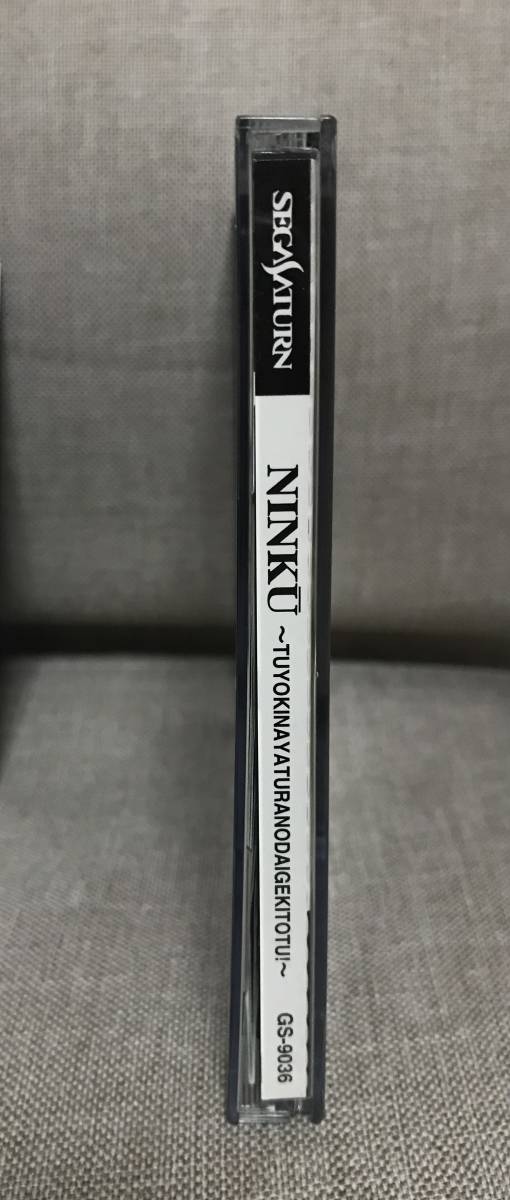 SEGA SATURN
NINKŪ ~TUYOKINAYATURANODAIGEKITOTU!~ GS-9036